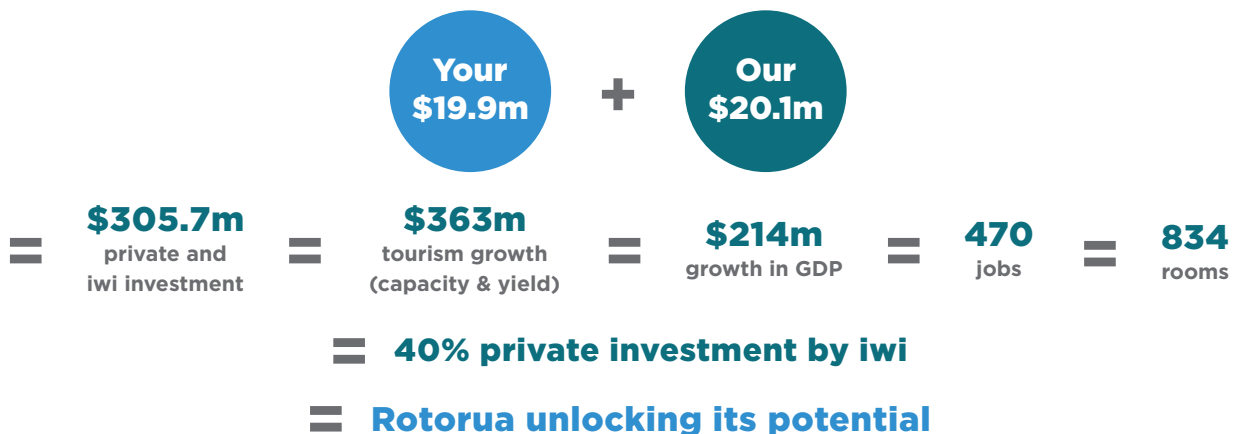 Your
$19.9m
+
Our
$20.1m
=
$305.7m
private and
iwi investment
=
$363m
tourism growth
(capacity & yield)
=
$214m
growth in GDP
=
470
jobs
=
834
rooms
= 40% private investment by iwi
= Rotorua unlocking its potential